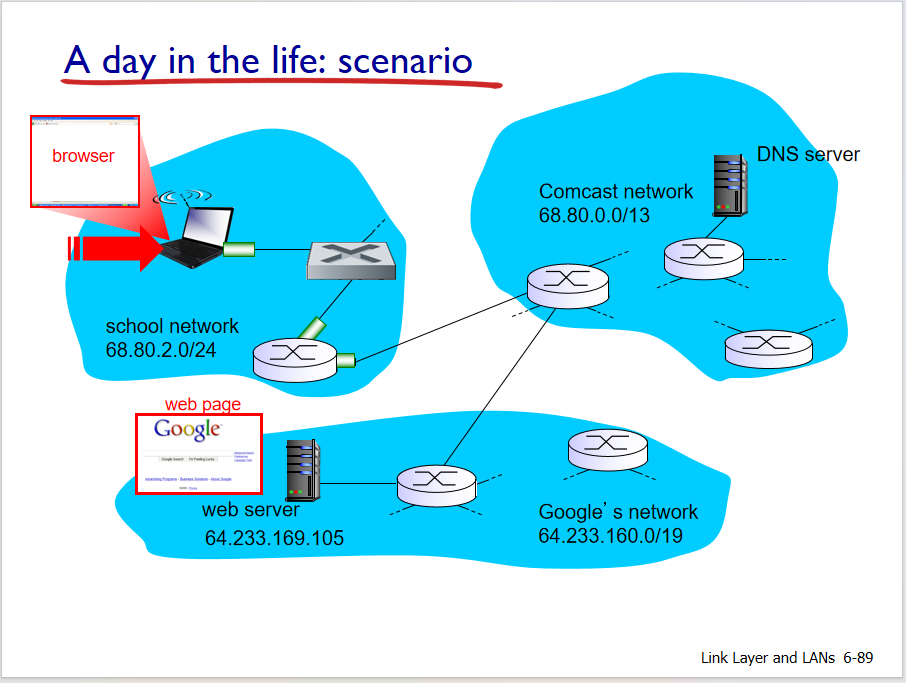 A day in the life: scenario
browser
DNS server
Comcast network
68.80.0.0/13
school network
68.80.2.0/24
web page
Google
web server
64.233.169.105
Google’s network
64.233.160.0/19
Link Layer and LANs 6-89